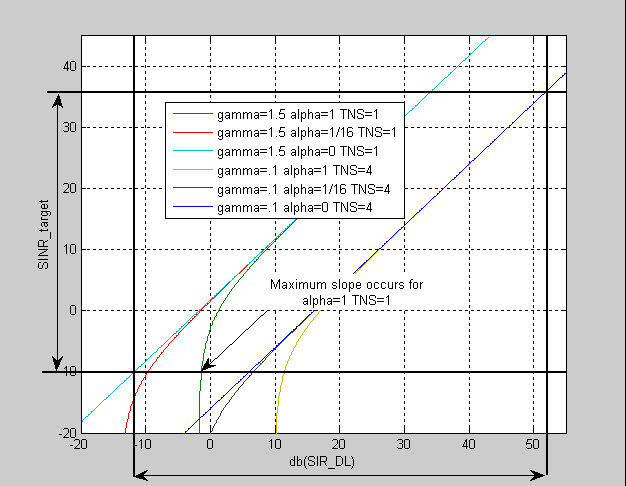 40
30
20
10
0
-10
-20
SINR_target
gamma=1.5 alpha=1 TNS=1
gamma=1.5 alpha=1/16 TNS=1
gamma=1.5 alpha=0 TNS=1
gamma=.1 alpha=1 TNS=4
gamma=.1 alpha=1/16 TNS=4
gamma=.1 alpha=0 TNS=4
Maximum slope occurs for
alpha=1 TNS=1
-20 -10 0 10 20 30 40 50
db(SIR_DL)